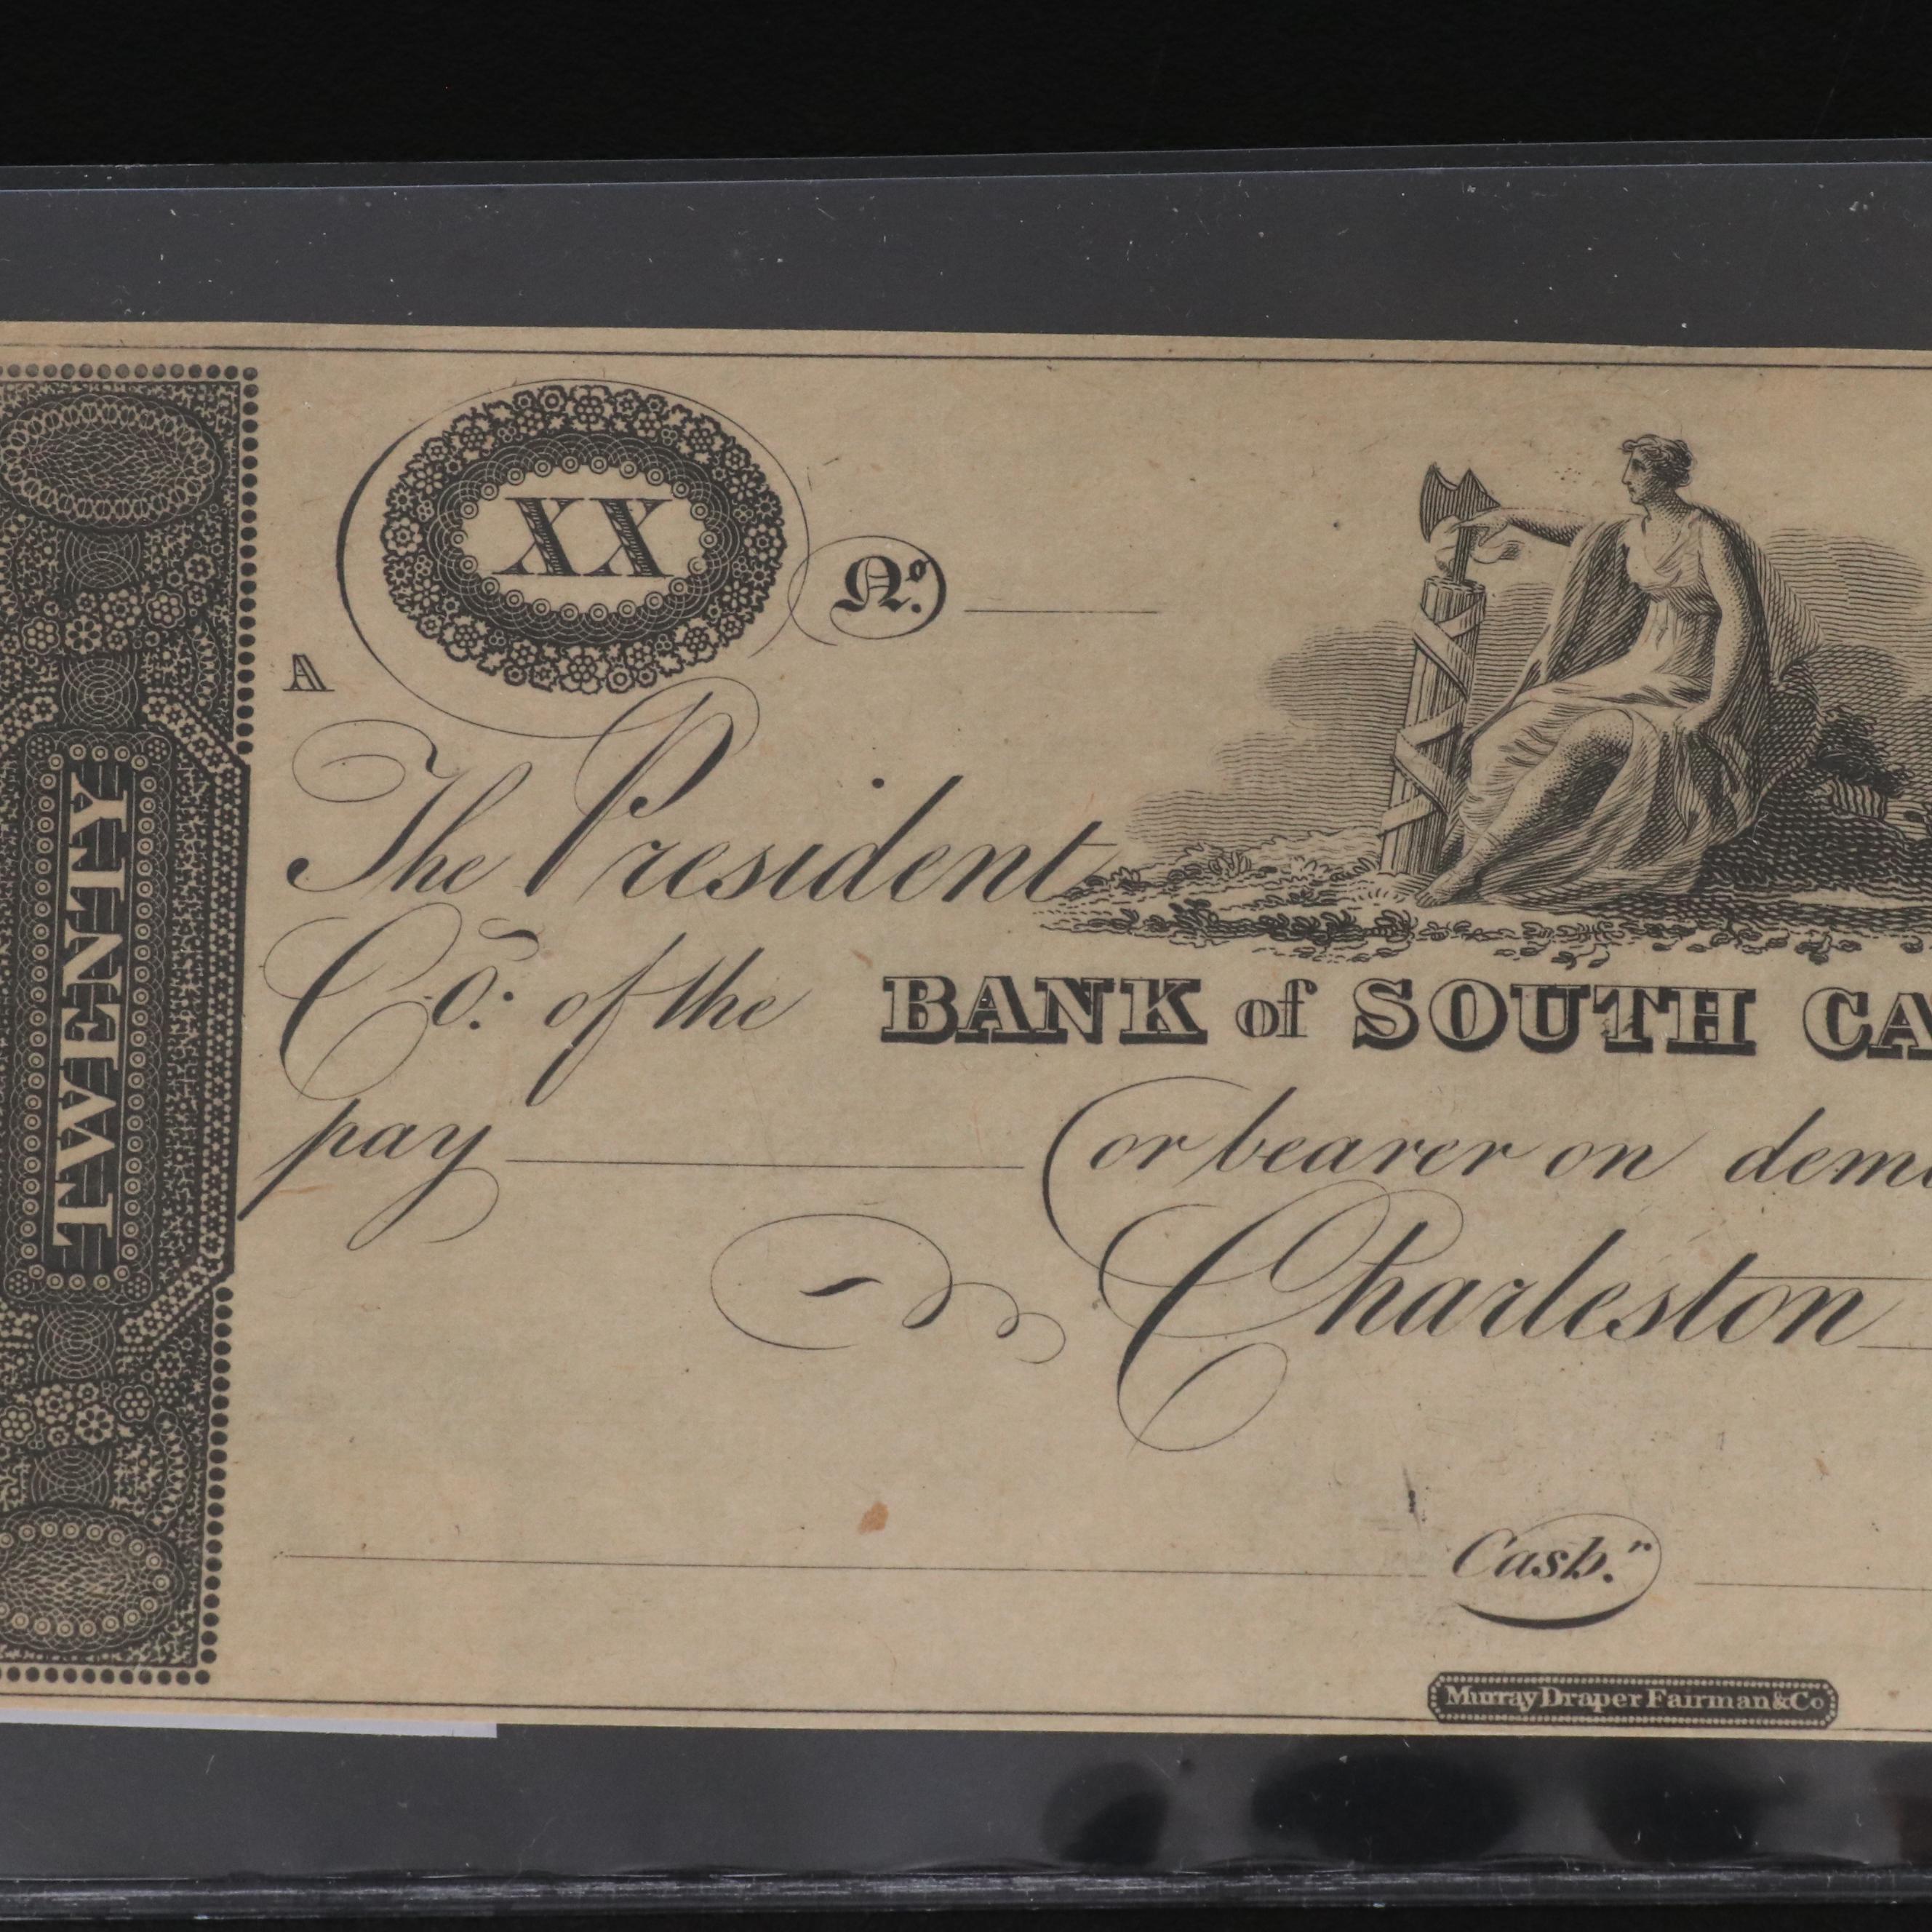 TWENTY
XX
Nº.
A
The President
Co: of the BANK of SOUTH CA
pay or bearer on dema
Charleston
Cash.r
Murray Draper Fairman & Co